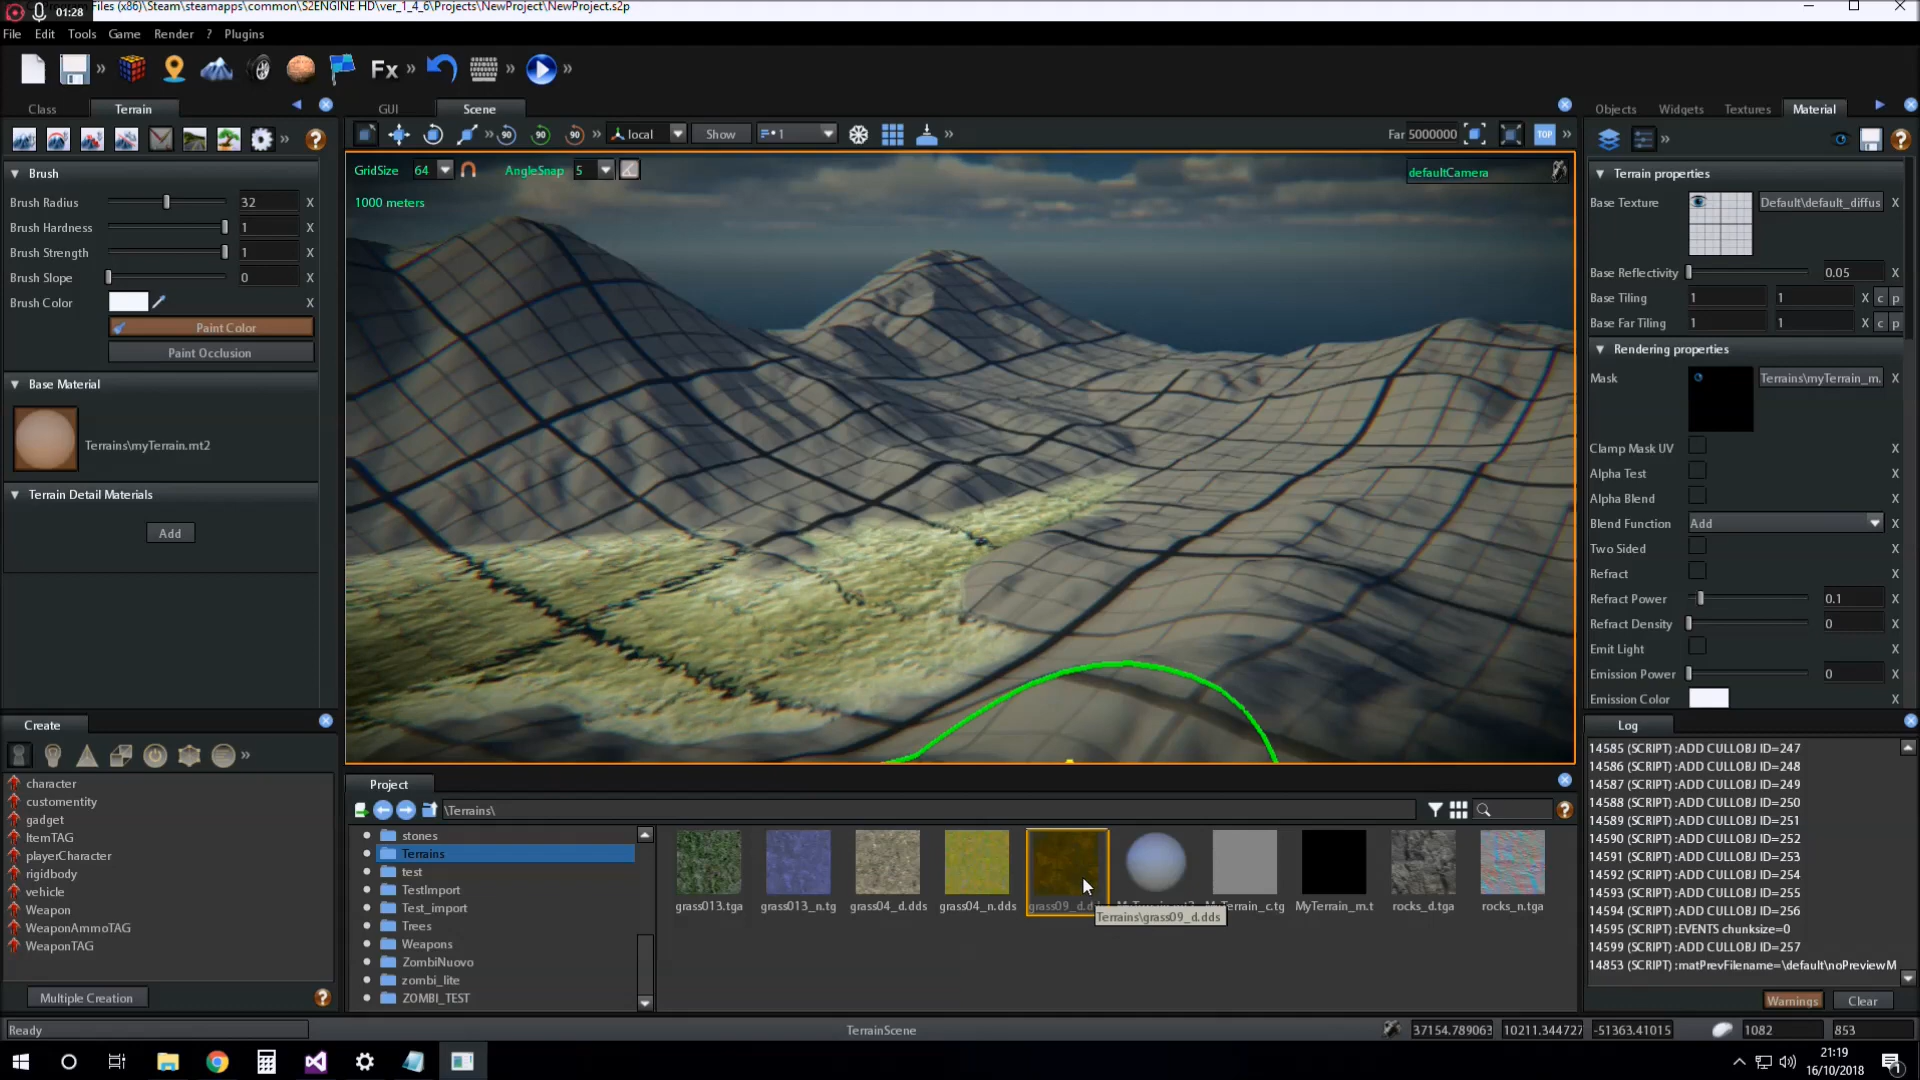 01:28
Files (x86)\Steam\steamapps\common\S2ENGINE HD\ver_1_4_6\Projects\NewProject\NewProject.s2p
File Edit Tools Game Render ? Plugins
Fx
Class Terrain
Brush
Brush Radius 32 X
Brush Hardness 1 X
Brush Strength 1 X
Brush Slope 0 X
Brush Color X
Paint Color
Paint Occlusion
Base Material
Terrains\myTerrain.mt2
Terrain Detail Materials
Add
Create
character
customentity
gadget
ItemTAG
playerCharacter
rigidbody
vehicle
Weapon
WeaponAmmoTAG
WeaponTAG
Multiple Creation
GUI Scene
90 90 90 local Show 1 Far 5000000 TOP
GridSize 64 AngleSnap 5 defaultCamera
1000 meters
Project
\Terrains\
stones
Terrains
test
TestImport
Test_import
Trees
Weapons
ZombiNuovo
zombi_lite
ZOMBI_TEST
grass013.tga grass013_n.tg grass04_d.dds grass04_n.dds grass09_d.d MyTerrain_c.tg MyTerrain_m.t rocks_d.tga rocks_n.tga
Terrains\grass09_d.dds
Objects Widgets Textures Material
Terrain properties
Base Texture Default\default_diffus X
Base Reflectivity 0.05 X
Base Tiling 1 1 X c p
Base Far Tiling 1 1 X c p
Rendering properties
Mask Terrains\myTerrain_m. X
Clamp Mask UV X
Alpha Test X
Alpha Blend X
Blend Function Add X
Two Sided X
Refract X
Refract Power 0.1 X
Refract Density 0 X
Emit Light X
Emission Power 0 X
Emission Color X
Log
14585 (SCRIPT) :ADD CULLOBJ ID=247
14586 (SCRIPT) :ADD CULLOBJ ID=248
14587 (SCRIPT) :ADD CULLOBJ ID=249
14588 (SCRIPT) :ADD CULLOBJ ID=250
14589 (SCRIPT) :ADD CULLOBJ ID=251
14590 (SCRIPT) :ADD CULLOBJ ID=252
14591 (SCRIPT) :ADD CULLOBJ ID=253
14592 (SCRIPT) :ADD CULLOBJ ID=254
14593 (SCRIPT) :ADD CULLOBJ ID=255
14594 (SCRIPT) :ADD CULLOBJ ID=256
14595 (SCRIPT) :EVENTS chunksize=0
14599 (SCRIPT) :ADD CULLOBJ ID=257
14853 (SCRIPT) :matPrevFilename=\default\noPreviewM
Warnings Clear
Ready TerrainScene 37154.789063 10211.344727 -51363.41015 1082 853
21:19
16/10/2018
1